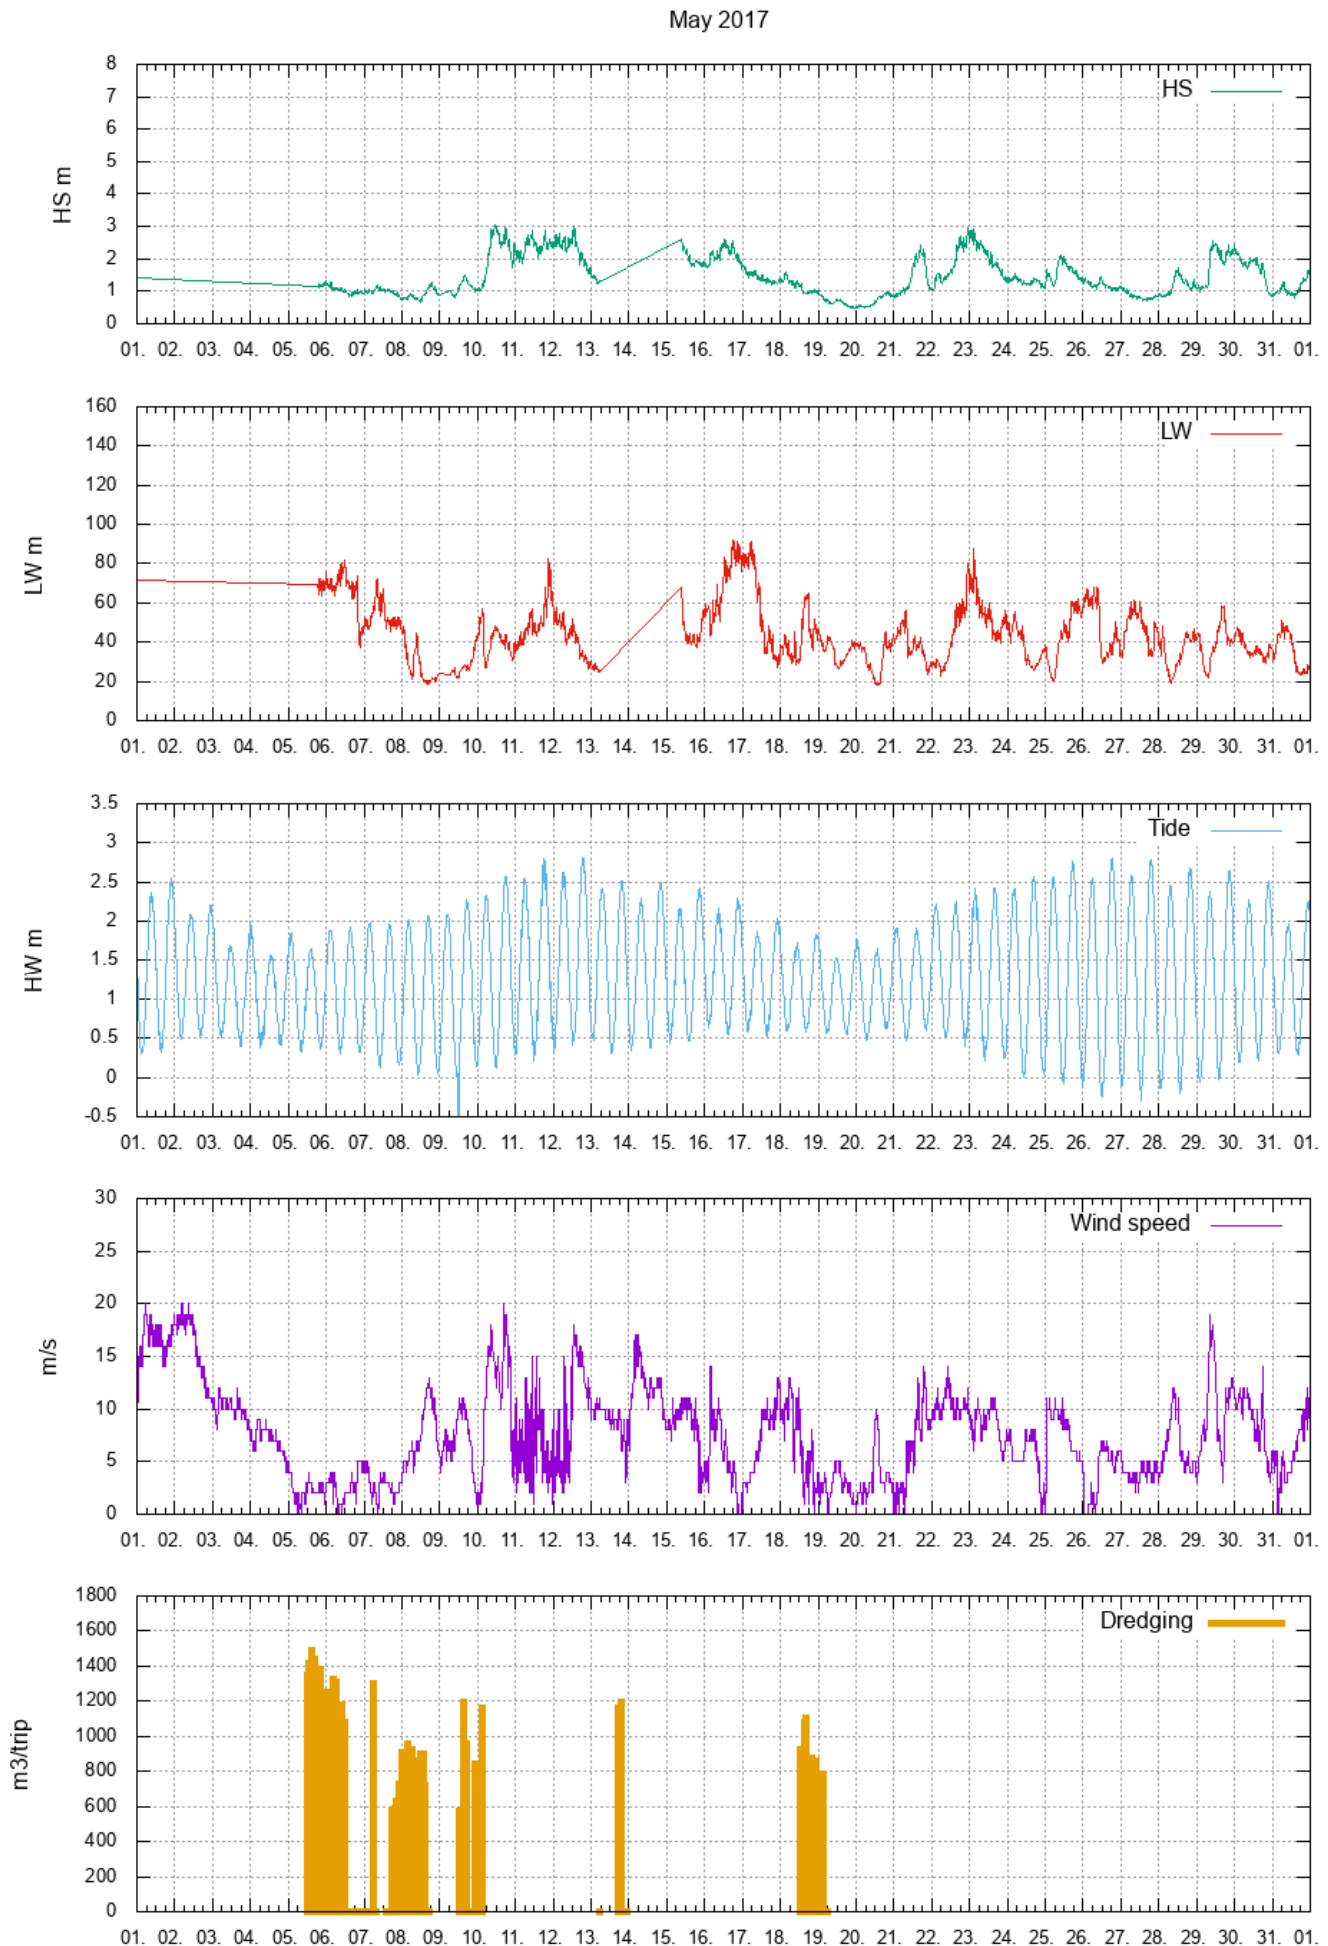 May 2017
8
7
6
5
4
3
2
1
0
HS m
HS
01. 02. 03. 04. 05. 06. 07. 08. 09. 10. 11. 12. 13. 14. 15. 16. 17. 18. 19. 20. 21. 22. 23. 24. 25. 26. 27. 28. 29. 30. 31. 01.
160
140
120
100
80
60
40
20
0
LW m
LW
01. 02. 03. 04. 05. 06. 07. 08. 09. 10. 11. 12. 13. 14. 15. 16. 17. 18. 19. 20. 21. 22. 23. 24. 25. 26. 27. 28. 29. 30. 31. 01.
3.5
3
2.5
2
1.5
1
0.5
0
-0.5
HW m
Tide
01. 02. 03. 04. 05. 06. 07. 08. 09. 10. 11. 12. 13. 14. 15. 16. 17. 18. 19. 20. 21. 22. 23. 24. 25. 26. 27. 28. 29. 30. 31. 01.
30
25
20
15
10
5
0
m/s
Wind speed
01. 02. 03. 04. 05. 06. 07. 08. 09. 10. 11. 12. 13. 14. 15. 16. 17. 18. 19. 20. 21. 22. 23. 24. 25. 26. 27. 28. 29. 30. 31. 01.
1800
1600
1400
1200
1000
800
600
400
200
0
m3/trip
Dredging
01. 02. 03. 04. 05. 06. 07. 08. 09. 10. 11. 12. 13. 14. 15. 16. 17. 18. 19. 20. 21. 22. 23. 24. 25. 26. 27. 28. 29. 30. 31. 01.